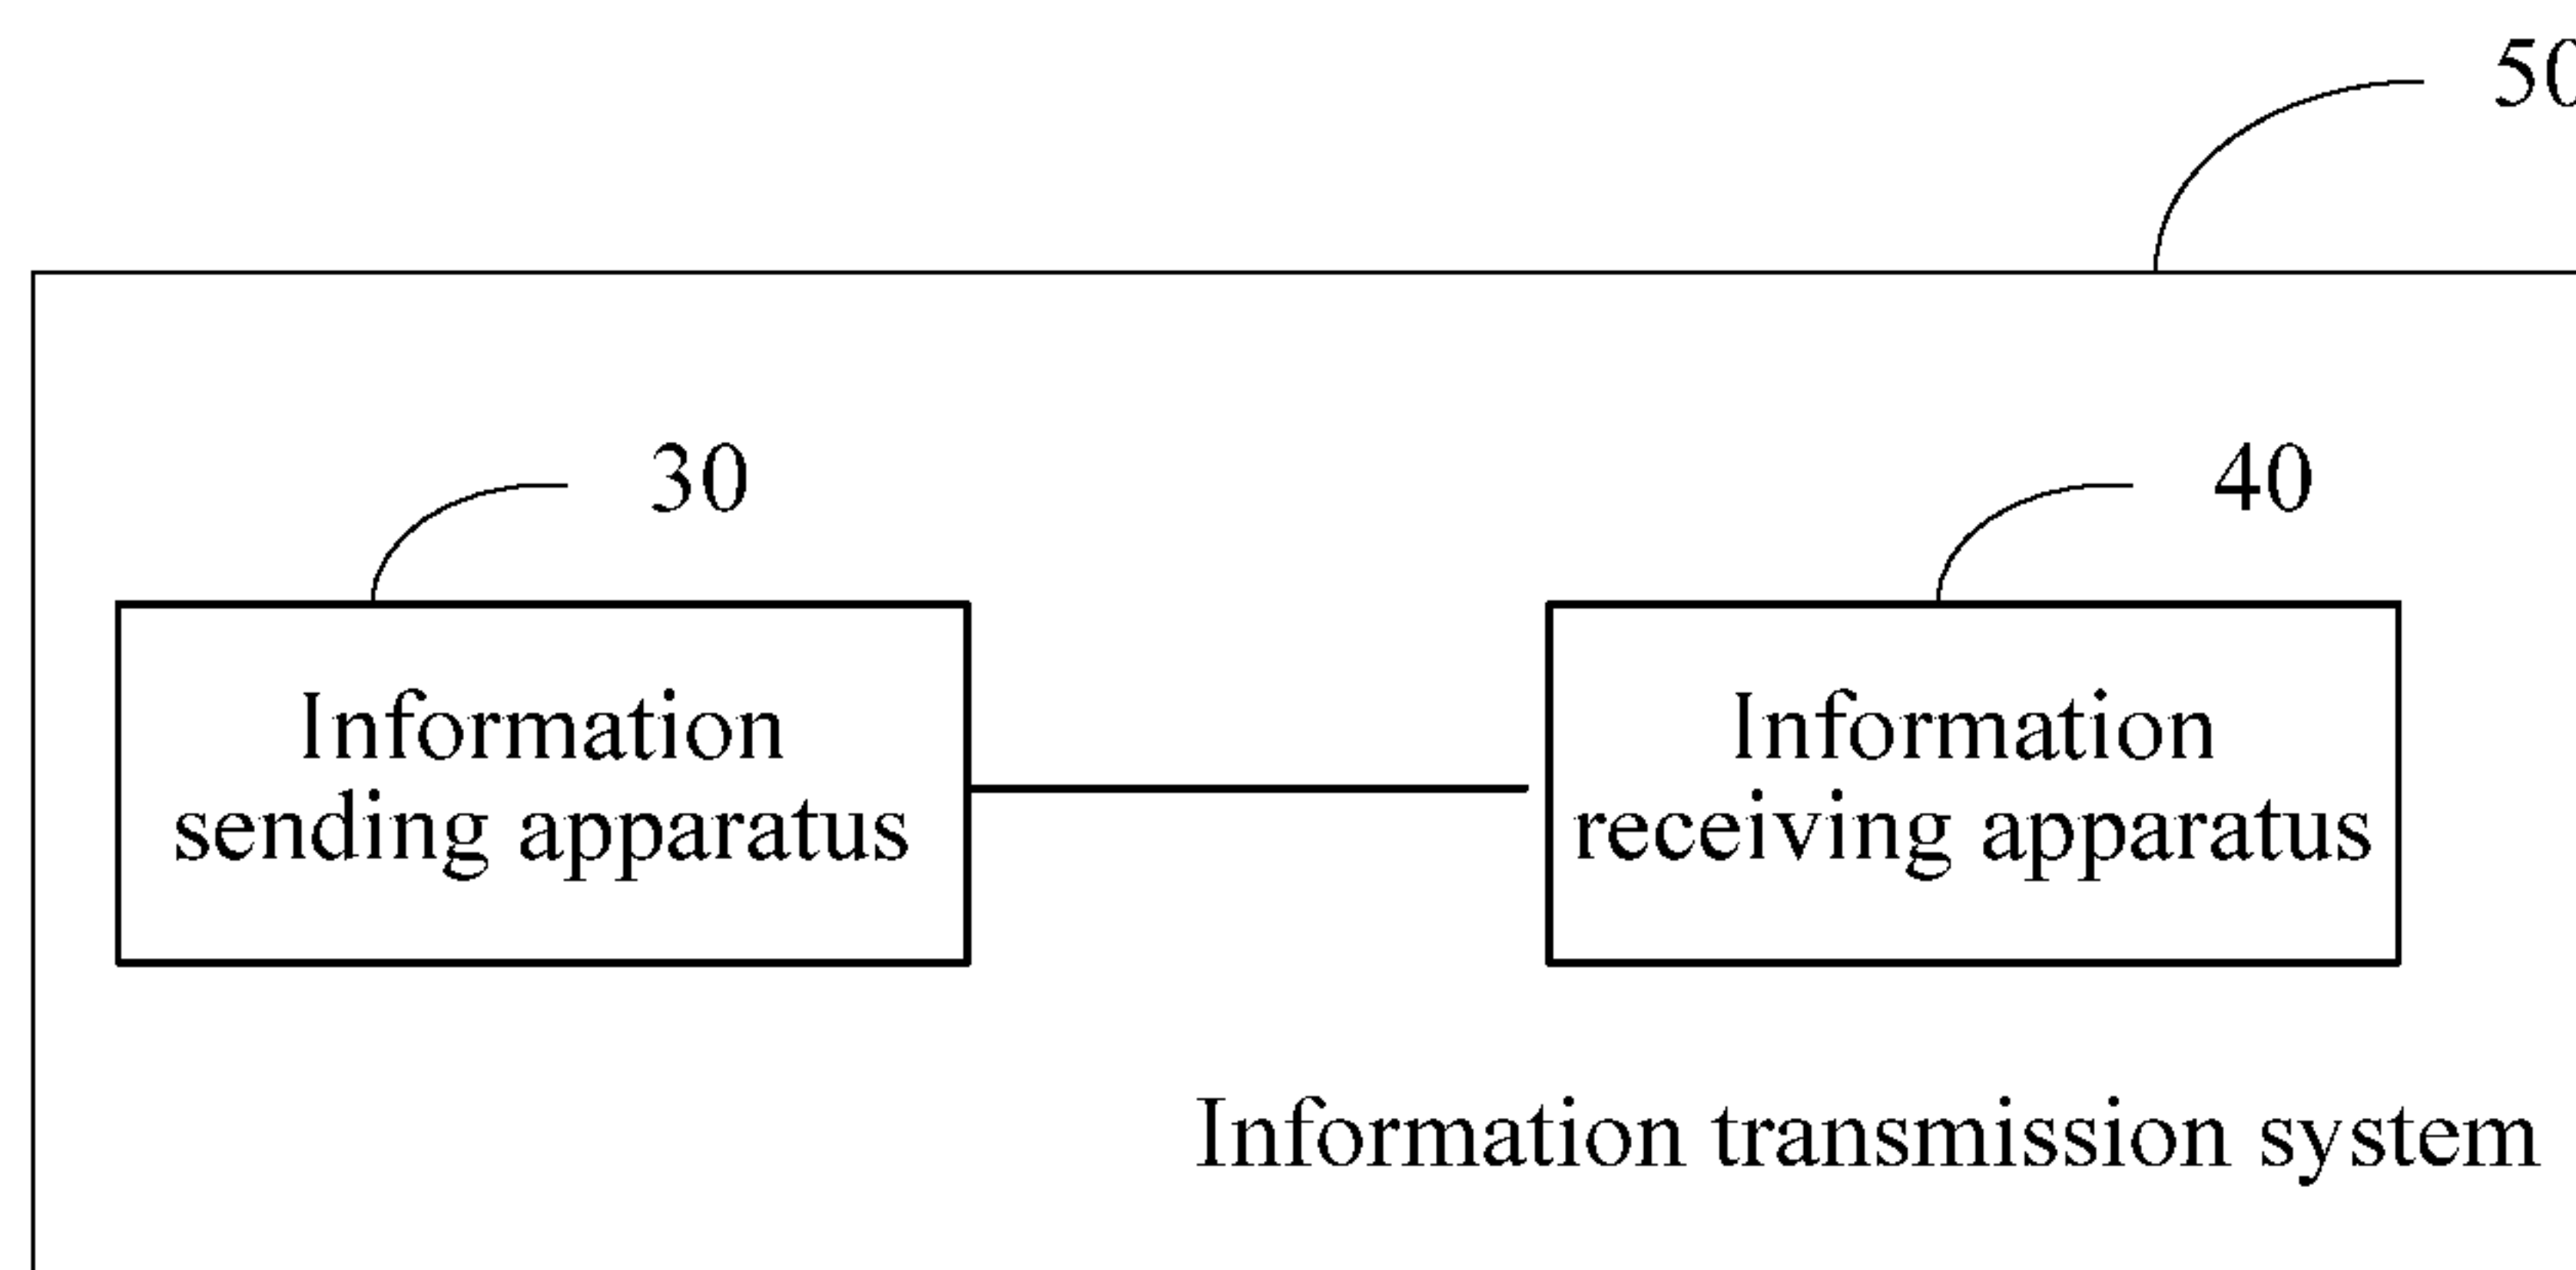 50
30
40
Information
sending apparatus
Information
receiving apparatus
Information transmission system